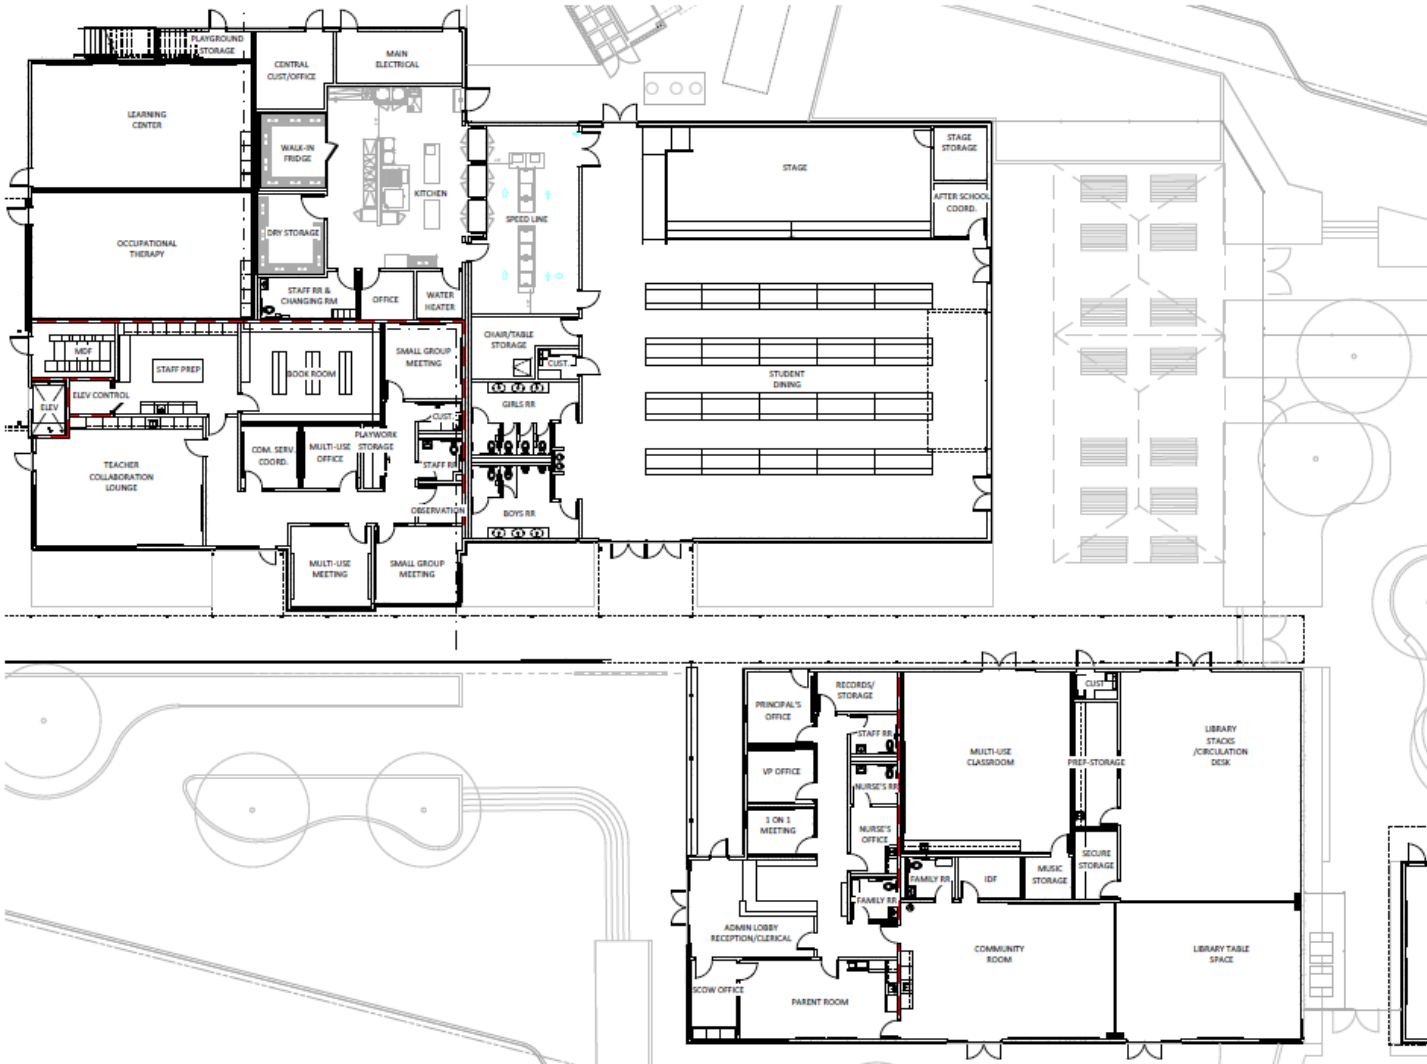 PLAYGROUND
STORAGE
CENTRAL
CUST/OFFICE
MAIN
ELECTRICAL
LEARNING
CENTER
WALK-IN
FRIDGE
KITCHEN
STAGE
STAGE
STORAGE
AFTER SCHOOL
COORD.
SPEED LINE
DRY STORAGE
OCCUPATIONAL
THERAPY
STAFF RR &
CHANGING RM
OFFICE
WATER
HEATER
CHAIR/TABLE
STORAGE
CUST.
MDF
STAFF PREP
BOOK ROOM
SMALL GROUP
MEETING
STUDENT
DINING
ELEV
ELEV CONTROL
GIRLS RR
CUST.
COM. SERV.
COORD.
MULTI-USE
OFFICE
PLAYWORK
STORAGE
STAFF RR
TEACHER
COLLABORATION
LOUNGE
OBSERVATION
BOYS RR
MULTI-USE
MEETING
SMALL GROUP
MEETING
PRINCIPAL'S
OFFICE
RECORDS/
STORAGE
CUST
STAFF RR
MULTI-USE
CLASSROOM
PREP-STORAGE
LIBRARY
STACKS
/CIRCULATION
DESK
VP OFFICE
NURSE'S RR
1 ON 1
MEETING
NURSE'S
OFFICE
SECURE
STORAGE
FAMILY RR
IDF
MUSIC
STORAGE
FAMILY RR
ADMIN LOBBY
RECEPTION/CLERICAL
COMMUNITY
ROOM
LIBRARY TABLE
SPACE
SCOW OFFICE
PARENT ROOM